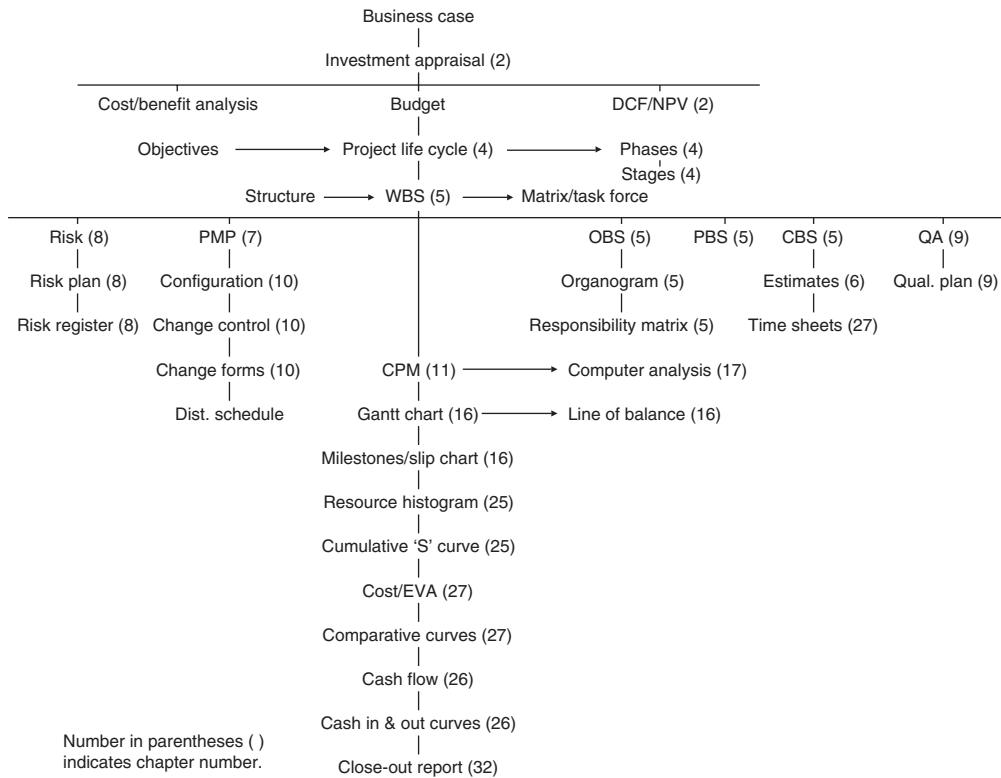 Business case
Investment appraisal (2)
Cost/benefit analysis
Budget
DCF/NPV (2)
Objectives
Project life cycle (4)
Phases (4)
Stages (4)
Structure
WBS (5)
Matrix/task force
Risk (8)
PMP (7)
OBS (5)
PBS (5)
CBS (5)
QA (9)
Risk plan (8)
Configuration (10)
Organogram (5)
Estimates (6)
Qual. plan (9)
Risk register (8)
Change control (10)
Responsibility matrix (5)
Time sheets (27)
Change forms (10)
CPM (11)
Computer analysis (17)
Dist. schedule
Gantt chart (16)
Line of balance (16)
Milestones/slip chart (16)
Resource histogram (25)
Cumulative ‘S’ curve (25)
Cost/EVA (27)
Comparative curves (27)
Cash flow (26)
Cash in & out curves (26)
Number in parentheses ( )
indicates chapter number.
Close-out report (32)